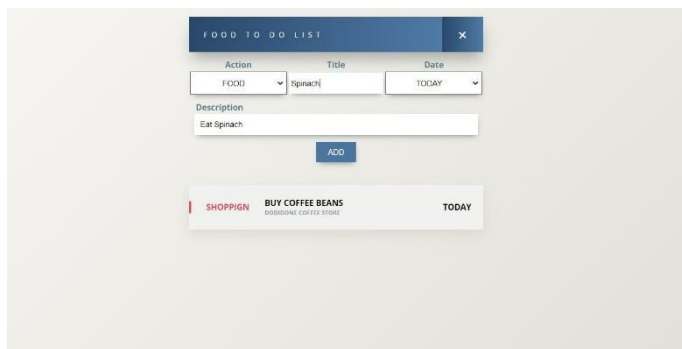 FOOD TO DO LIST ×
Action Title Date
FOOD Spinach TODAY
Description
Eat Spinach
ADD
SHOPPIGN BUY COFFEE BEANS TODAY
DODIDONE COFFEE STORE